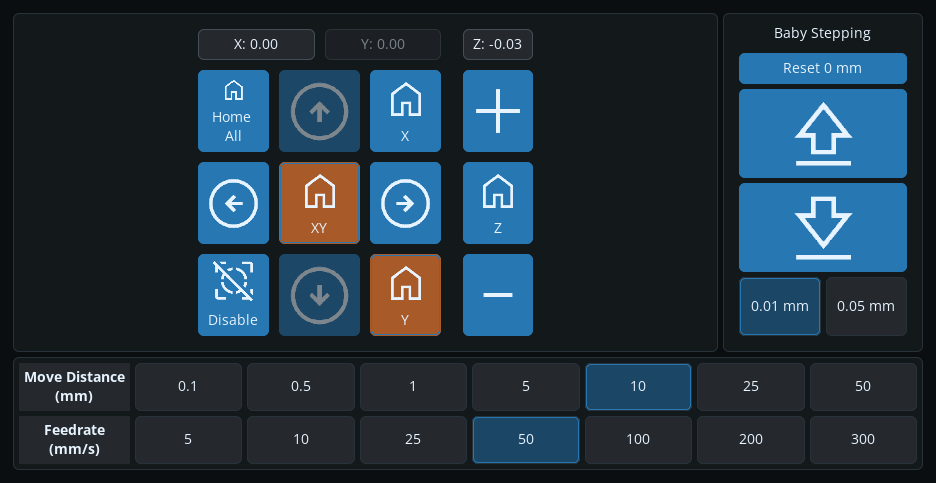 X: 0.00
Y: 0.00
Z: -0.03
Home
All
X
XY
Z
Disable
Y
Baby Stepping
Reset 0 mm
0.01 mm
0.05 mm
Move Distance
(mm)
0.1
0.5
1
5
10
25
50
Feedrate
(mm/s)
5
10
25
50
100
200
300